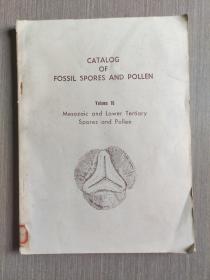 CATALOG
OF
FOSSIL SPORES AND POLLEN
Volume 16
Mesozoic and Lower Tertiary
Spores and Pollen